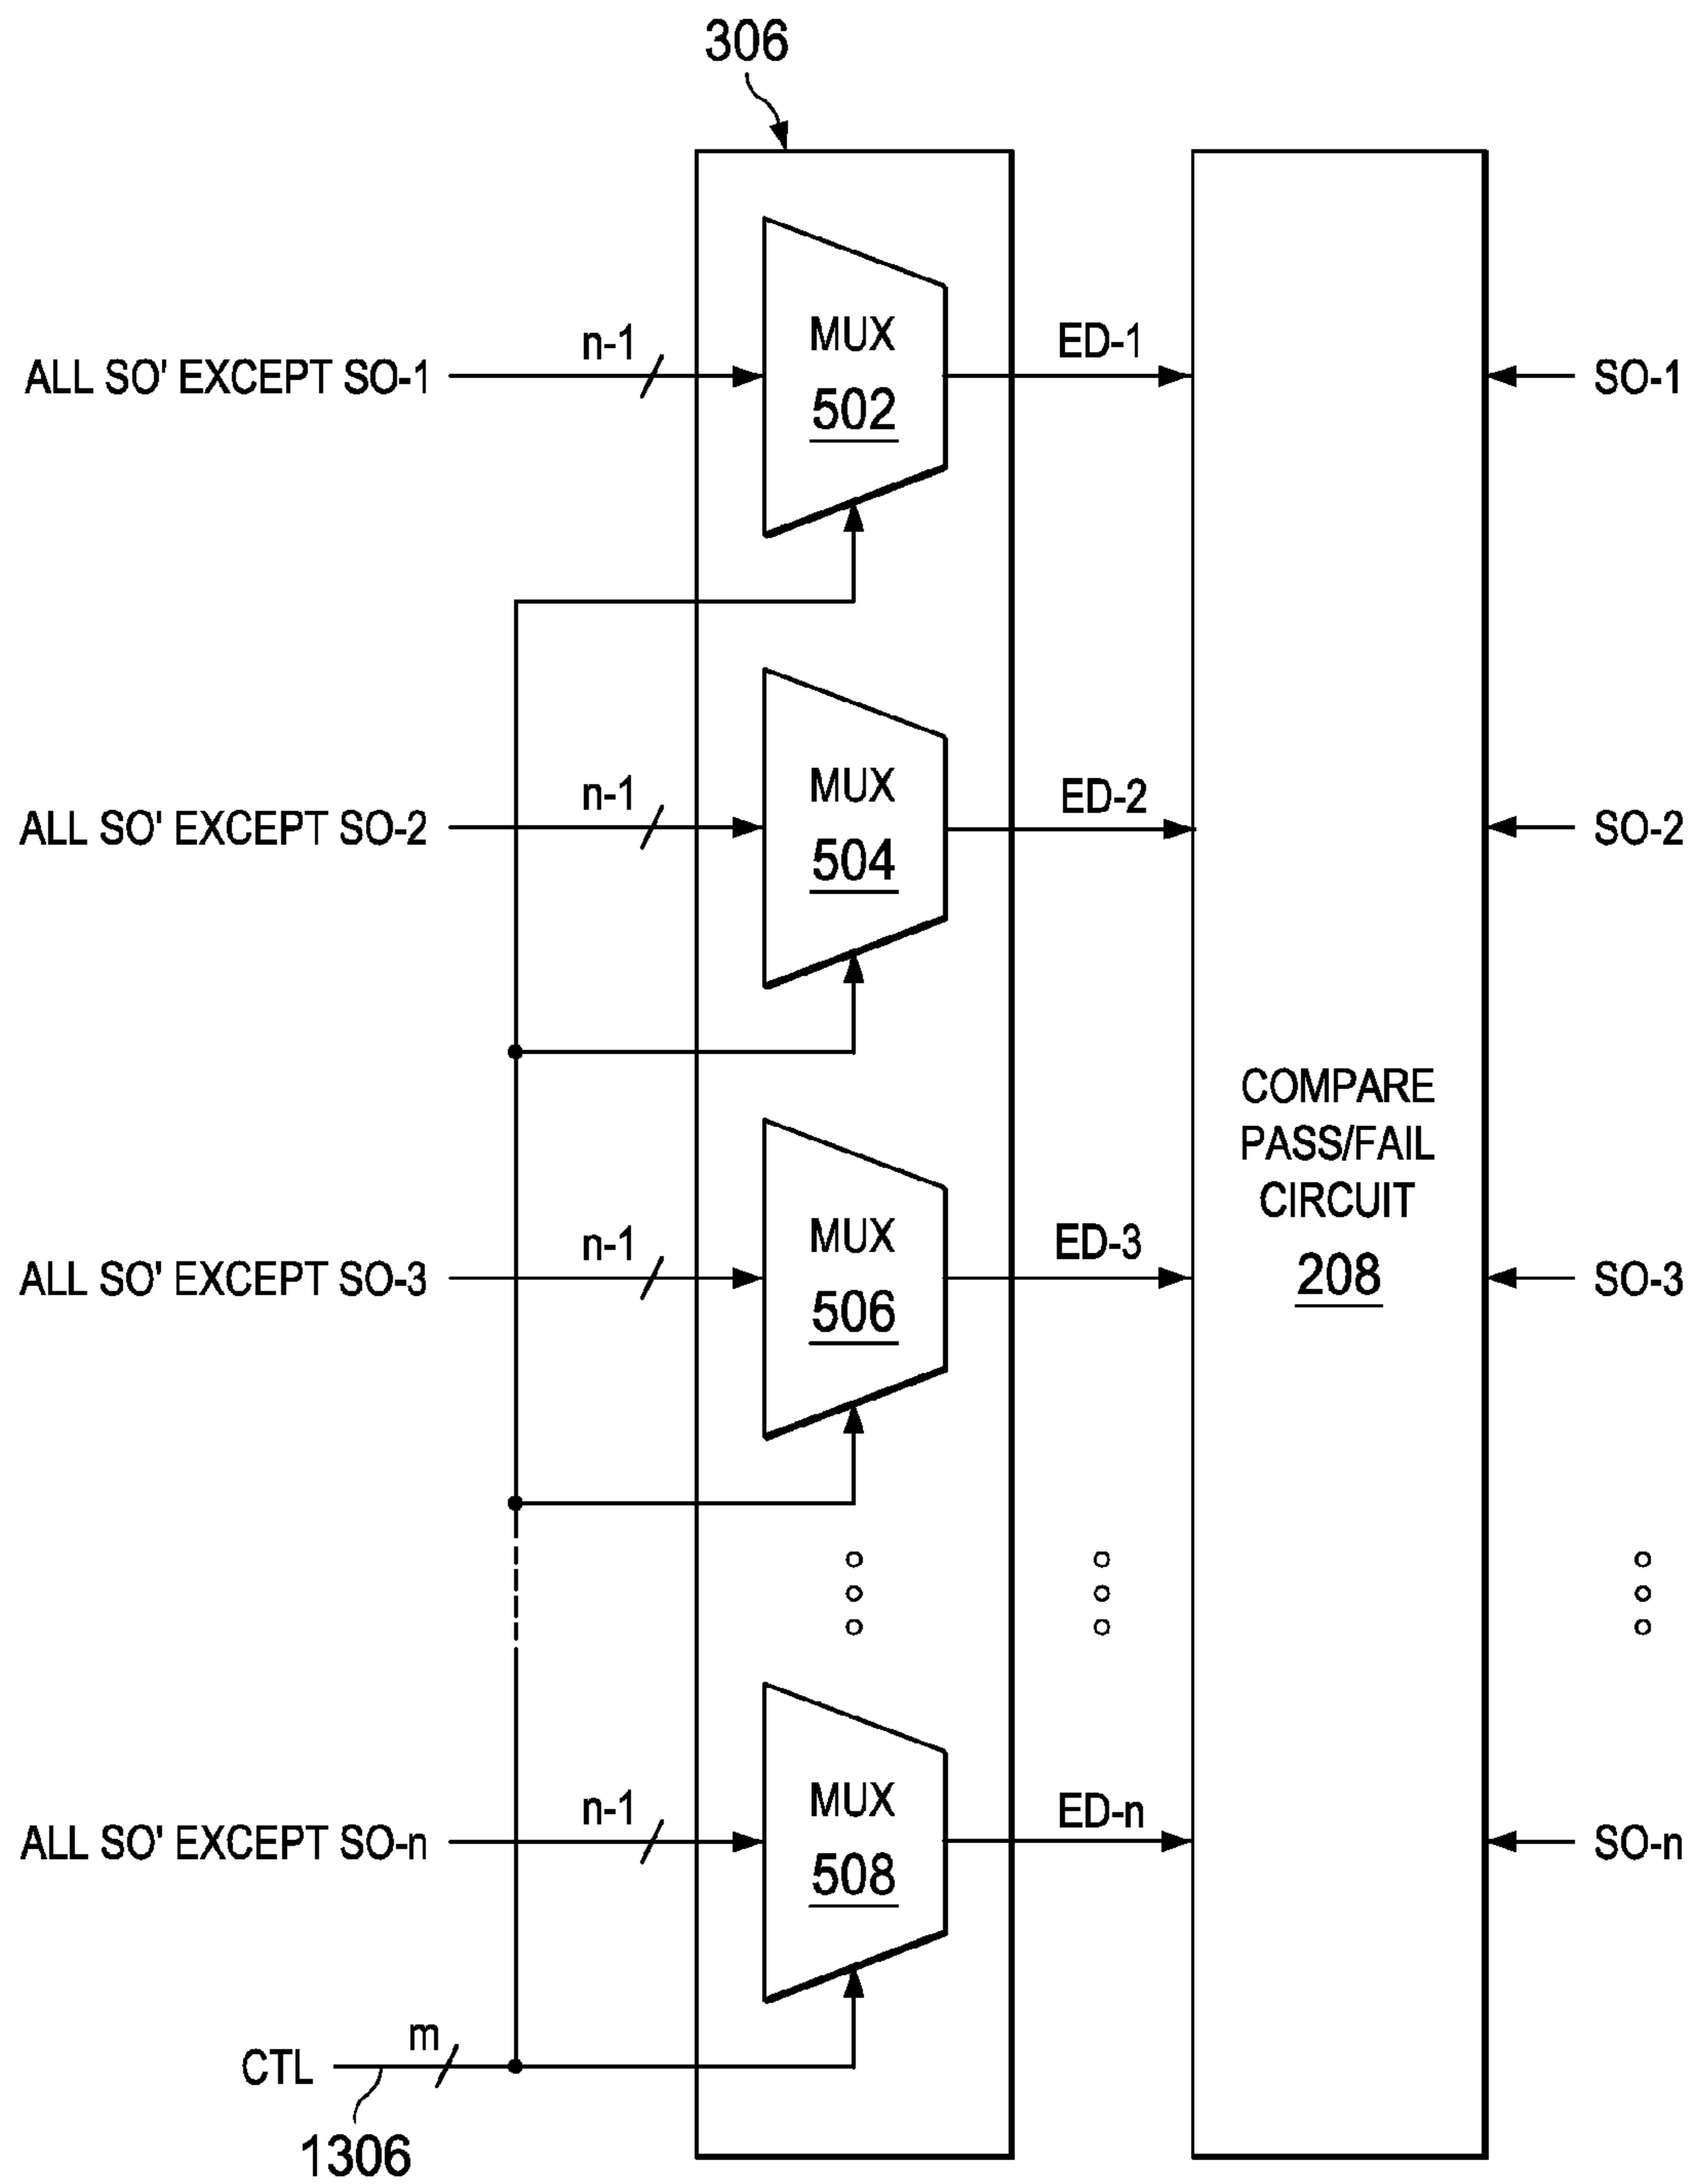 306
ALL SO' EXCEPT SO-1
n-1
MUX
502
ED-1
SO-1
ALL SO' EXCEPT SO-2
n-1
MUX
504
ED-2
SO-2
COMPARE
PASS/FAIL
CIRCUIT
208
ALL SO' EXCEPT SO-3
n-1
MUX
506
ED-3
SO-3
ALL SO' EXCEPT SO-n
n-1
MUX
508
ED-n
SO-n
CTL
m
1306